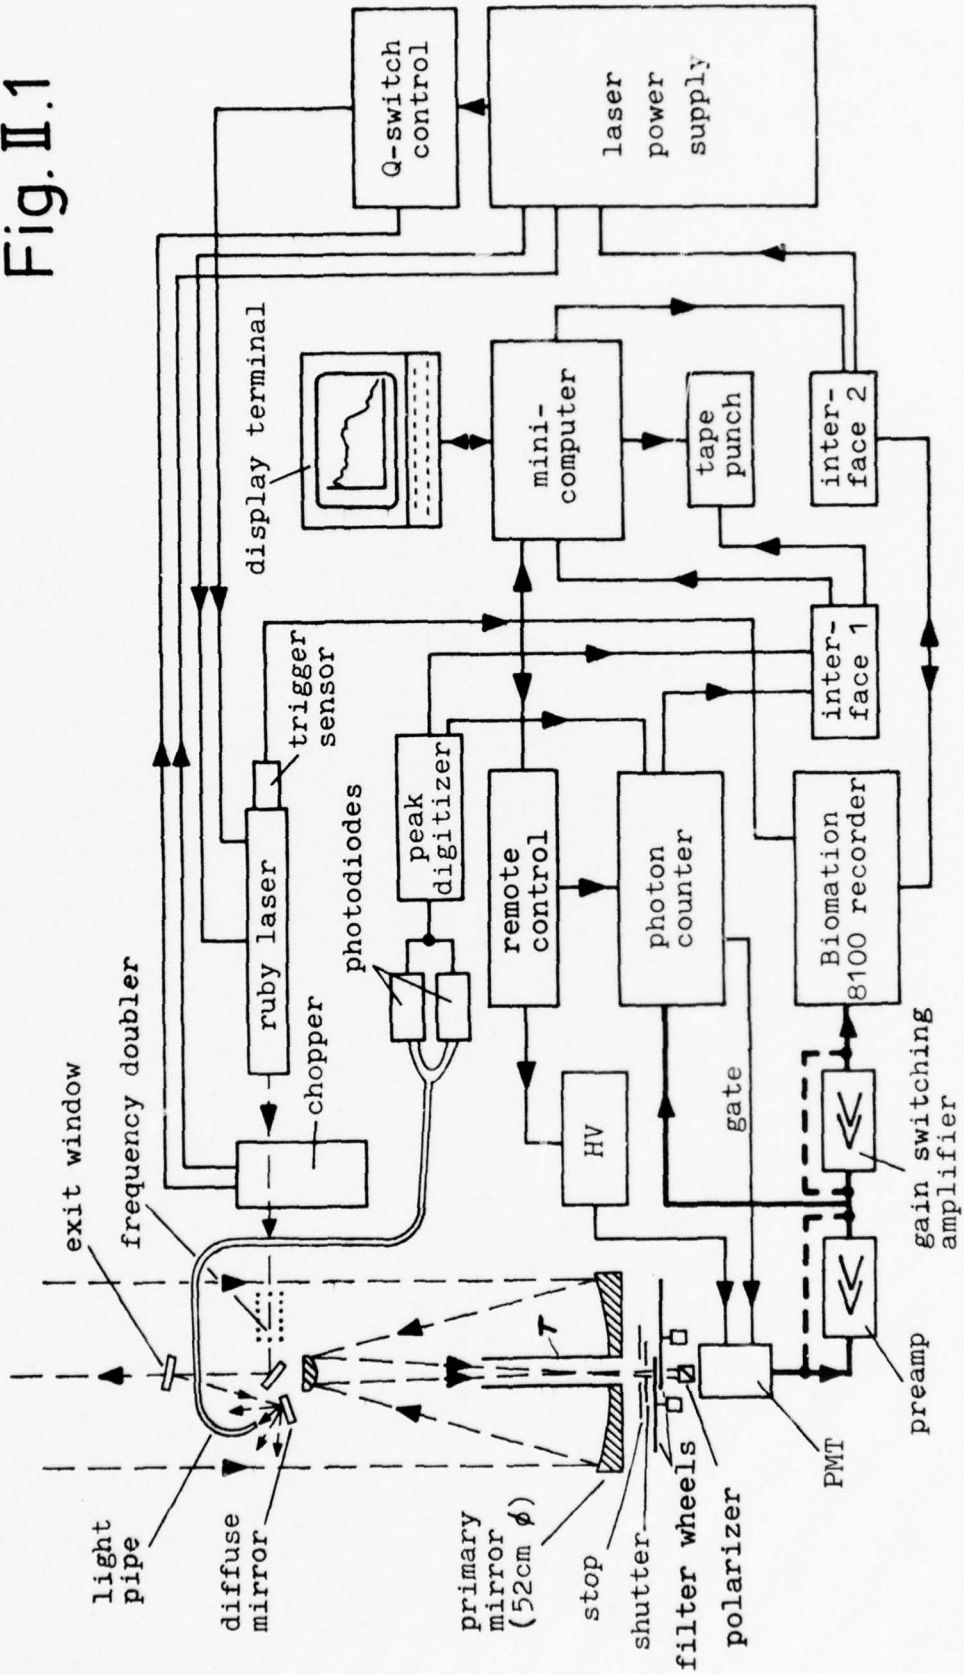 Fig. II.1
light
pipe
exit window
frequency doubler
diffuse
mirror
chopper
ruby laser
trigger
sensor
display terminal
Q-switch
control
laser
power
supply
photodiodes
peak
digitizer
mini-
computer
tape
punch
remote
control
HV
photon
counter
gate
inter-
face 1
inter-
face 2
Biomation
8100 recorder
primary
mirror
(52cm ϕ)
T
stop
shutter
filter wheels
polarizer
PMT
preamp
gain switching
amplifier